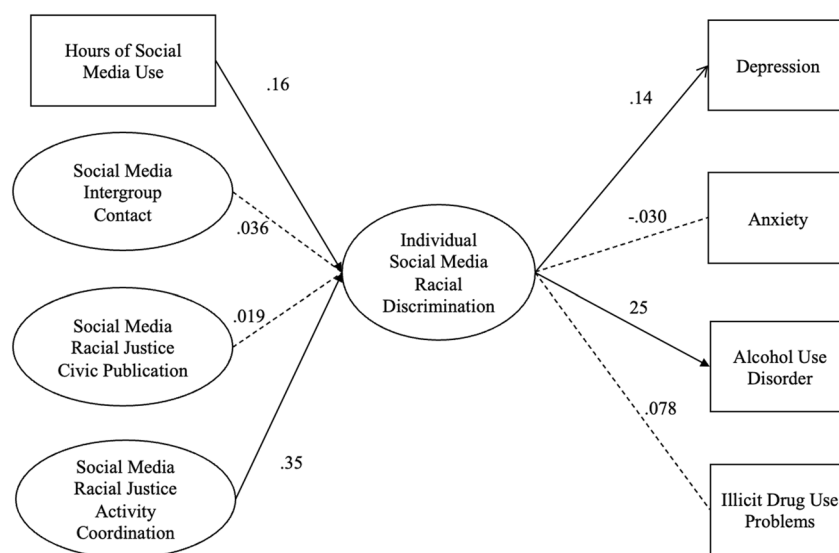 Hours of Social
Media Use
.16
Social Media
Intergroup
Contact
.036
Social Media
Racial Justice
Civic Publication
.019
Social Media
Racial Justice
Activity
Coordination
.35
Individual
Social Media
Racial
Discrimination
.14
Depression
-.030
Anxiety
25
Alcohol Use
Disorder
.078
Illicit Drug Use
Problems